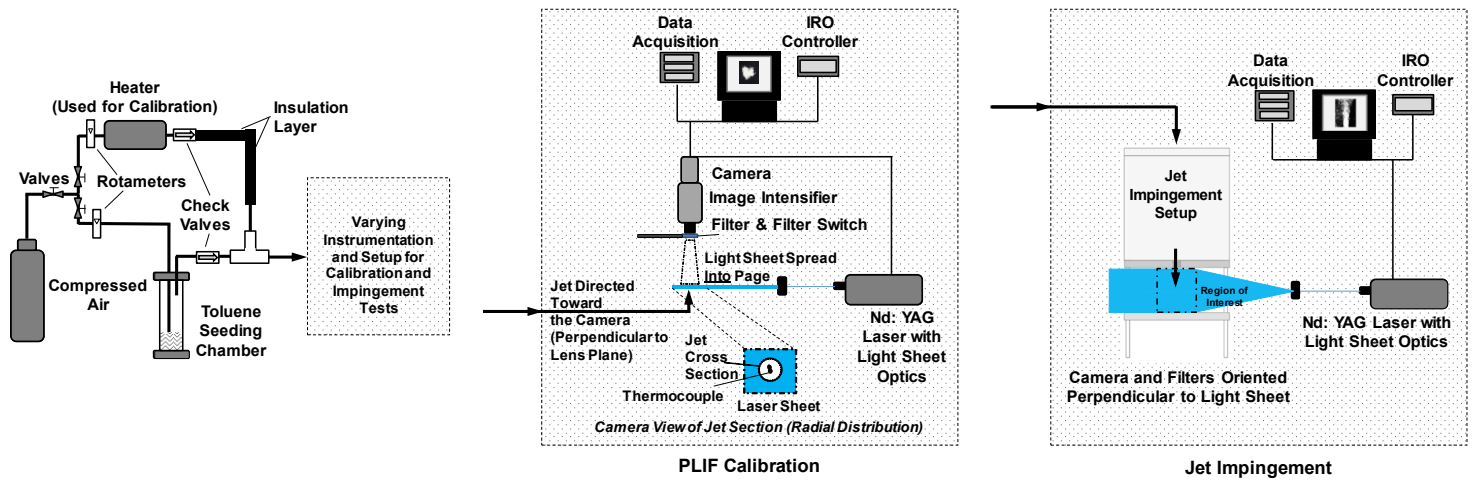 Heater
(Used for Calibration)
Insulation
Layer
Valves
Rotameters
Check
Valves
Compressed
Air
Toluene
Seeding
Chamber
Varying
Instrumentation
and Setup for
Calibration and
Impingement
Tests
Data
Acquisition
IRO
Controller
Camera
Image Intensifier
Filter & Filter Switch
Light Sheet Spread
Into Page
Jet Directed
Toward
the Camera
(Perpendicular to
Lens Plane)
Nd: YAG
Laser with
Light Sheet
Optics
Jet
Cross
Section
Thermocouple
Laser Sheet
Camera View of Jet Section (Radial Distribution)
PLIF Calibration
Data
Acquisition
IRO
Controller
Jet
Impingement
Setup
Region of
Interest
Nd: YAG Laser with
Light Sheet Optics
Camera and Filters Oriented
Perpendicular to Light Sheet
Jet Impingement